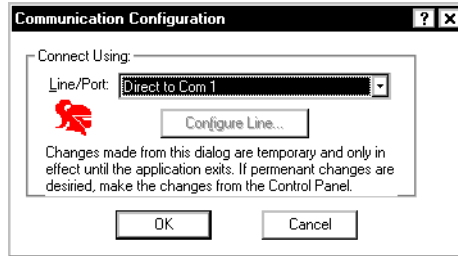 Communication Configuration
Connect Using:
Line/Port: Direct to Com 1
Configure Line...
Changes made from this dialog are temporary and only in
effect until the application exits. If permenant changes are
desiried, make the changes from the Control Panel.
OK Cancel